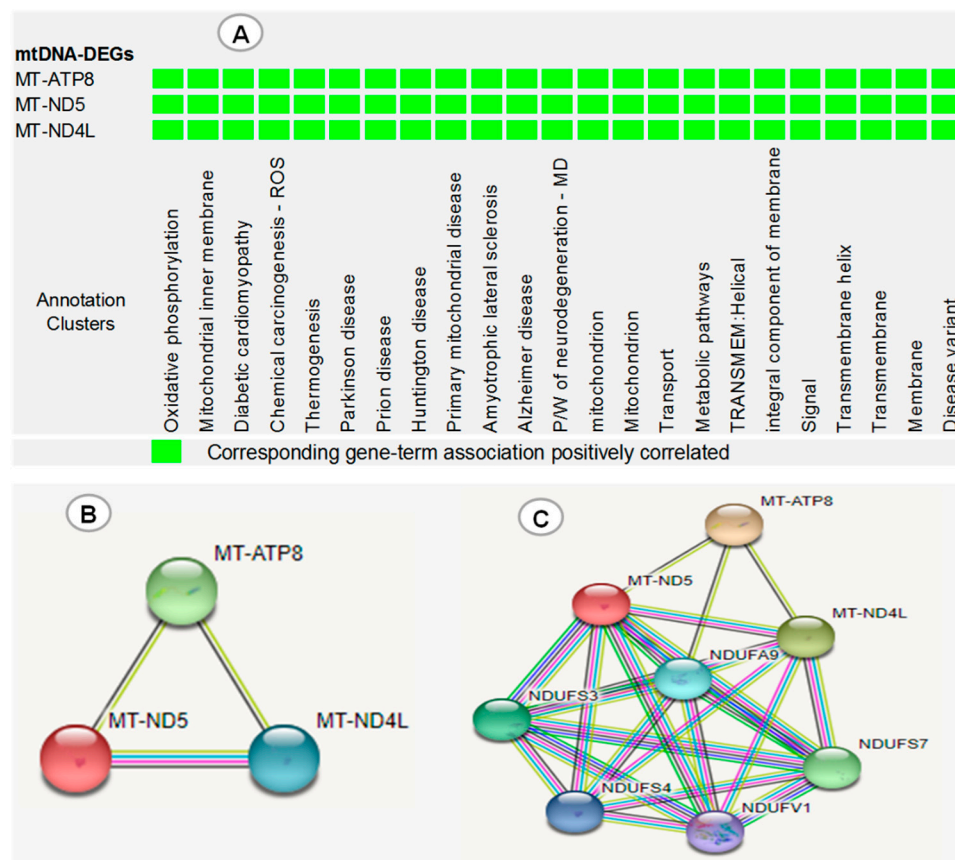 A
mtDNA-DEGs
MT-ATP8
MT-ND5
MT-ND4L
Annotation
Clusters
Oxidative phosphorylation
Mitochondrial inner membrane
Diabetic cardiomyopathy
Chemical carcinogenesis - ROS
Thermogenesis
Parkinson disease
Prion disease
Huntington disease
Primary mitochondrial disease
Amyotrophic lateral sclerosis
Alzheimer disease
P/W of neurodegeneration - MD
mitochondrion
Mitochondrion
Transport
Metabolic pathways
TRANSMEM:Helical
integral component of membrane
Signal
Transmembrane helix
Transmembrane
Membrane
Disease variant
Corresponding gene-term association positively correlated
B
MT-ATP8
MT-ND5
MT-ND4L
C
MT-ATP8
MT-ND5
MT-ND4L
NDUFA9
NDUFS3
NDUFS7
NDUFS4
NDUFV1